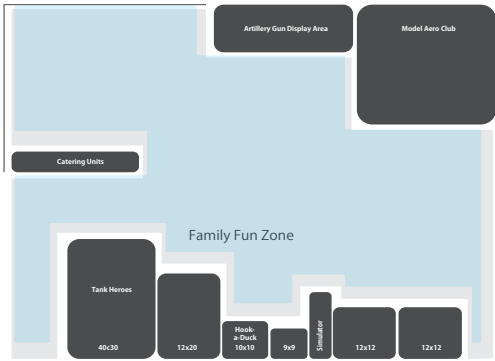 Artillery Gun Display Area
Model Aero Club
Catering Units
Family Fun Zone
Tank Heroes
40c30
12x20
Hook-
a-Duck
10x10
9x9
Simulator
12x12
12x12